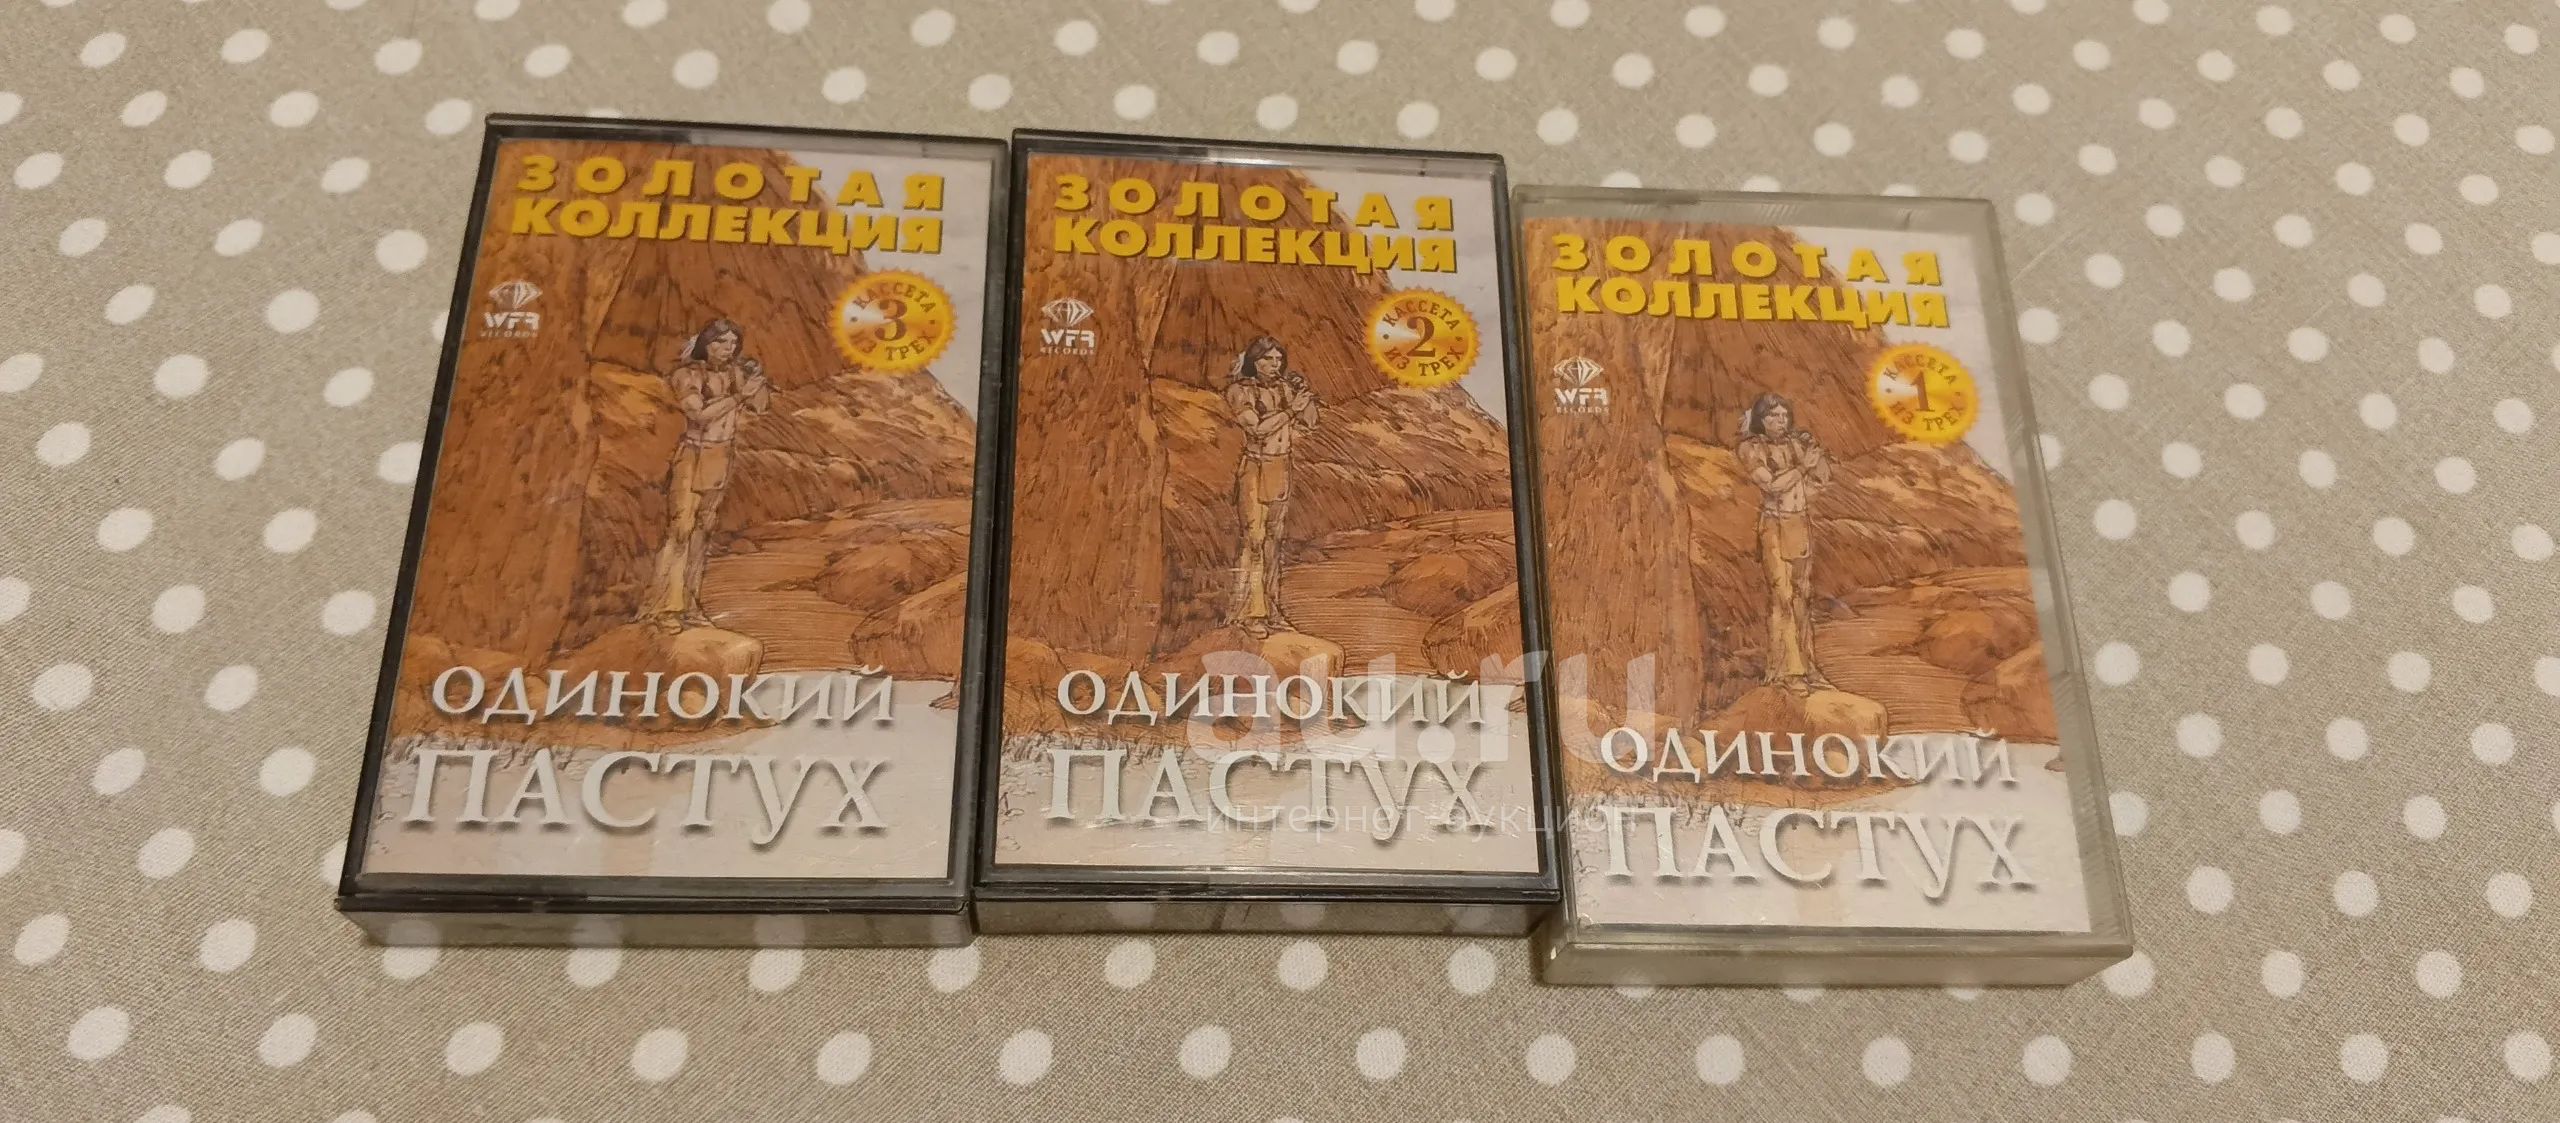 ЗОЛОТАЯ
КОЛЛЕКЦИЯ
WFR
RECORDS
КАССЕТА
3
ИЗ ТРЕХ
ОДИНОКИЙ
ПАСТУХ
ЗОЛОТАЯ
КОЛЛЕКЦИЯ
WFR
RECORDS
КАССЕТА
2
ИЗ ТРЕХ
ОДИНОКИЙ
ПАСТУХ
ЗОЛОТАЯ
КОЛЛЕКЦИЯ
WFR
RECORDS
КАССЕТА
1
ИЗ ТРЕХ
ОДИНОКИЙ
ПАСТУХ
au.ru
интернет-аукцион